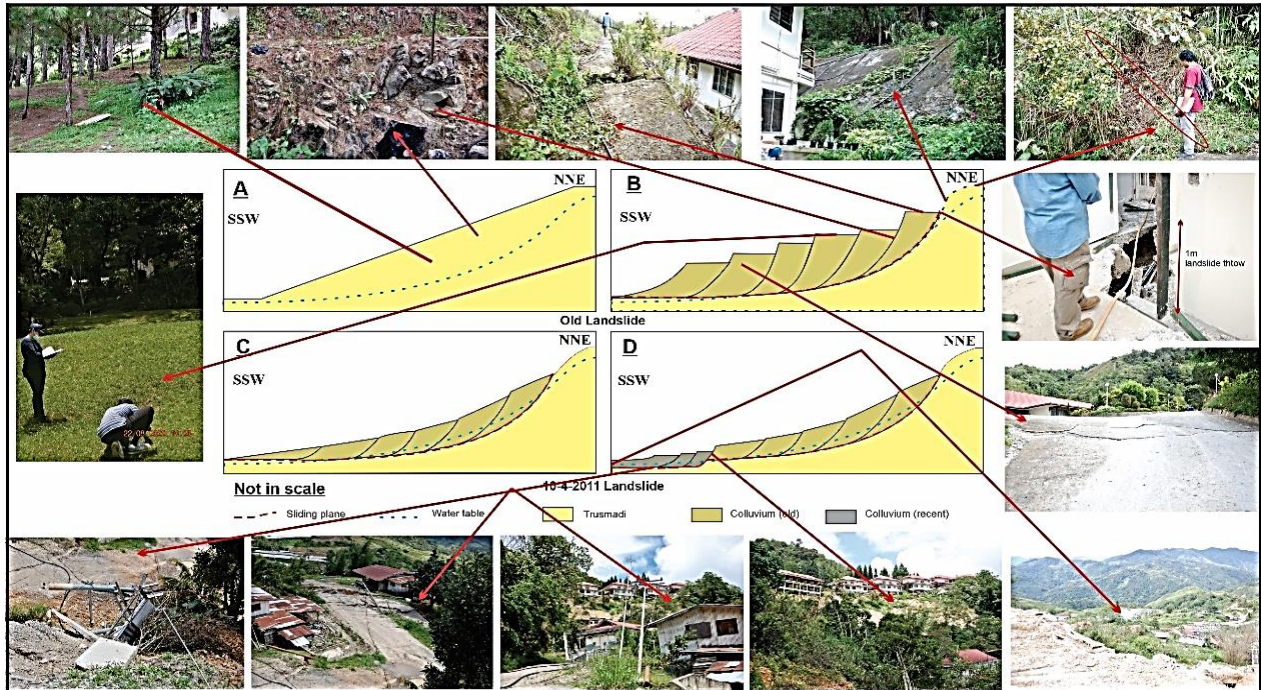 A
NNE
SSW
B
NNE
SSW
1m
landslide thtow
Old Landslide
C
NNE
SSW
D
NNE
SSW
Not in scale
10-4-2011 Landslide
Sliding plane
Water table
Trusmadi
Colluvium (old)
Colluvium (recent)